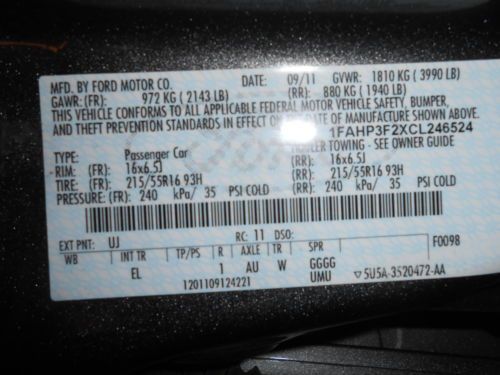 MFD. BY FORD MOTOR CO. DATE: 09/11 GVWR: 1810 KG ( 3990 LB)
GAWR: (FR) 972 KG ( 2143 LB) (RR): 880 KG ( 1940 LB)
THIS VEHICLE CONFORMS TO ALL APPLICABLE FEDERAL MOTOR VEHICLE SAFETY, BUMPER,
AND THEFT PREVENTION STANDARDS IN EFFECT ON THE DATE OF MANUFACTURE SHOWN ABOVE.
1FAHP3F2XCL246524
TRAILER TOWING - SEE OWNER GUIDE
TYPE: Passenger Car
RIM: (FR): 16x6.5J (RR): 16x6.5J
TIRE: (FR): 215/55R16 93H (RR): 215/55R16 93H
PRESSURE: (FR): 240 kPa/ 35 PSI COLD (RR): 240 kPa/ 35 PSI COLD
EXT PNT: UJ RC: 11 DSO: F0098
WB INT TR TP/PS R AXLE TR SPR
EL 1 AU W GGGG
UMU ▽5U5A-3520472-AA
1201109124221